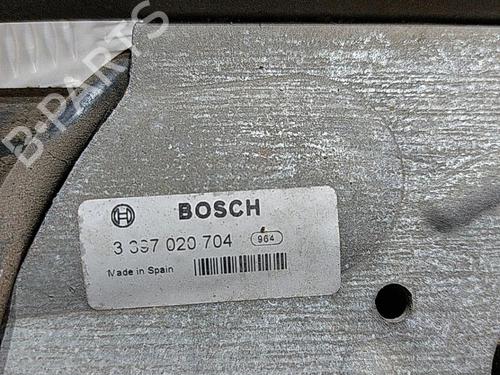 B-PARTS
BOSCH
3 397 020 704 964
Made in Spain